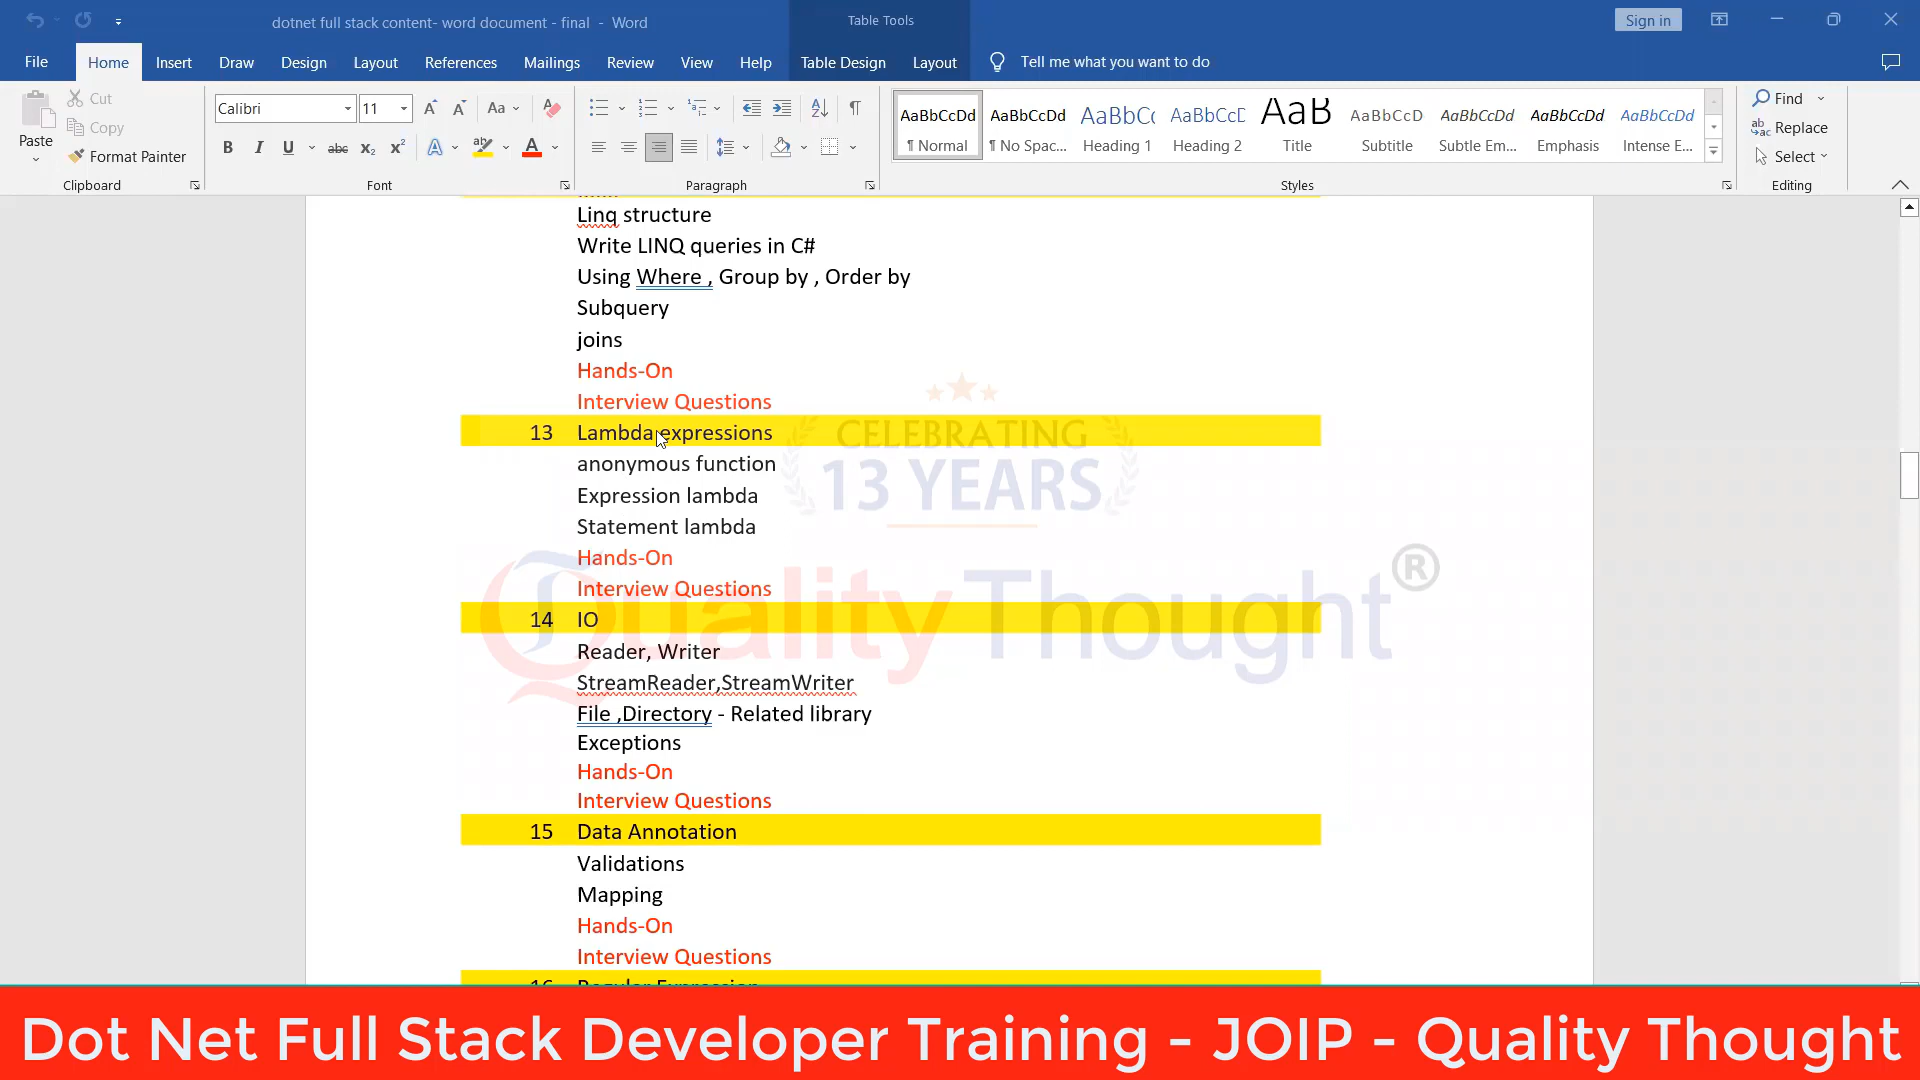 dotnet full stack content- word document - final - Word
Table Tools
Sign in
File
Home
Insert
Draw
Design
Layout
References
Mailings
Review
View
Help
Table Design
Layout
Tell me what you want to do
Paste
Cut
Copy
Format Painter
Clipboard
Calibri
11
Font
Paragraph
AaBbCcDd
¶ Normal
AaBbCcDd
¶ No Spac...
AaBbCc
Heading 1
AaBbCcD
Heading 2
AaB
Title
AaBbCcD
Subtitle
AaBbCcDd
Subtle Em...
AaBbCcDd
Emphasis
AaBbCcDd
Intense E...
Styles
Find
Replace
Select
Editing
Linq structure
Write LINQ queries in C#
Using Where , Group by , Order by
Subquery
joins
Hands-On
Interview Questions
13 Lambda expressions
anonymous function
Expression lambda
Statement lambda
Hands-On
Interview Questions
14 IO
Reader, Writer
StreamReader,StreamWriter
File ,Directory - Related library
Exceptions
Hands-On
Interview Questions
15 Data Annotation
Validations
Mapping
Hands-On
Interview Questions
16 Regular Expression
CELEBRATING
13 YEARS
Quality Thought®
Dot Net Full Stack Developer Training - JOIP - Quality Thought